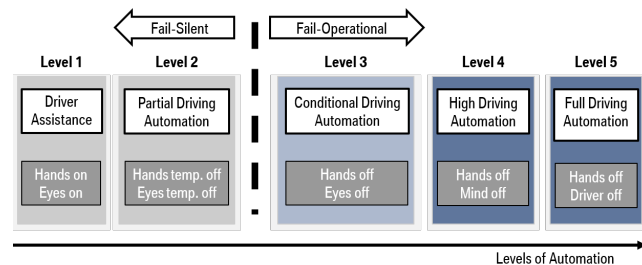 Fail-Silent
Fail-Operational
Level 1
Level 2
Level 3
Level 4
Level 5
Driver
Assistance
Partial Driving
Automation
Conditional Driving
Automation
High Driving
Automation
Full Driving
Automation
Hands on
Eyes on
Hands temp. off
Eyes temp. off
Hands off
Eyes off
Hands off
Mind off
Hands off
Driver off
Levels of Automation